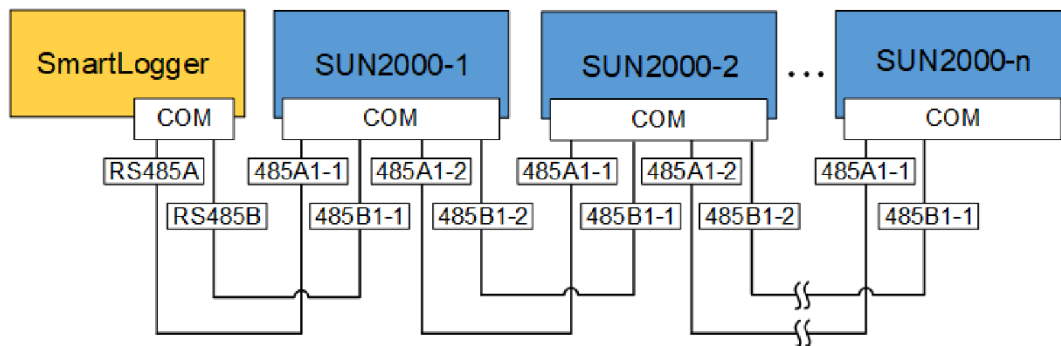 SmartLogger
SUN2000-1
SUN2000-2
...
SUN2000-n
COM
COM
COM
COM
RS485A
485A1-1
485A1-2
485A1-1
485A1-2
485A1-1
RS485B
485B1-1
485B1-2
485B1-1
485B1-2
485B1-1